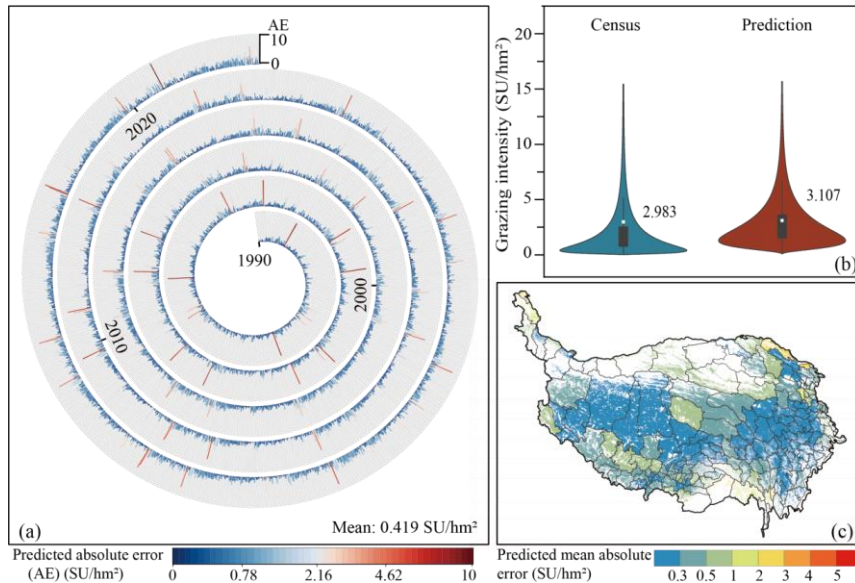 AE
10
0
2020
1990
2000
2010
(a)
Mean: 0.419 SU/hm²
Predicted absolute error
(AE) (SU/hm²)
0 0.78 2.16 4.62 10
Grazing intensity (SU/hm²)
20
15
10
5
0
Census Prediction
2.983
3.107
(b)
(c)
Predicted mean absolute
error (SU/hm²)
0.3 0.5 1 2 3 4 5